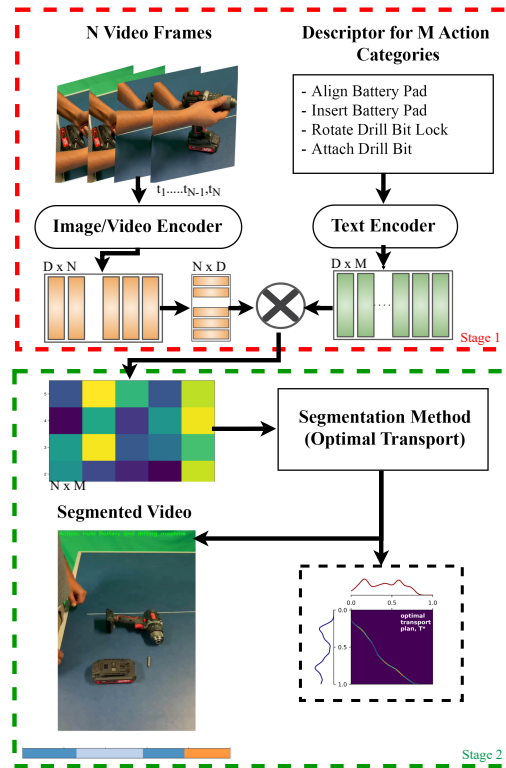 N Video Frames
Descriptor for M Action
Categories
- Align Battery Pad
- Insert Battery Pad
- Rotate Drill Bit Lock
- Attach Drill Bit
t1.....tN-1,tN
Image/Video Encoder
Text Encoder
D x N
N x D
D x M
Stage 1
N x M
Segmentation Method
(Optimal Transport)
Segmented Video
0.0
0.5
1.0
0.0
0.5
1.0
optimal
transport
plan, T*
Stage 2